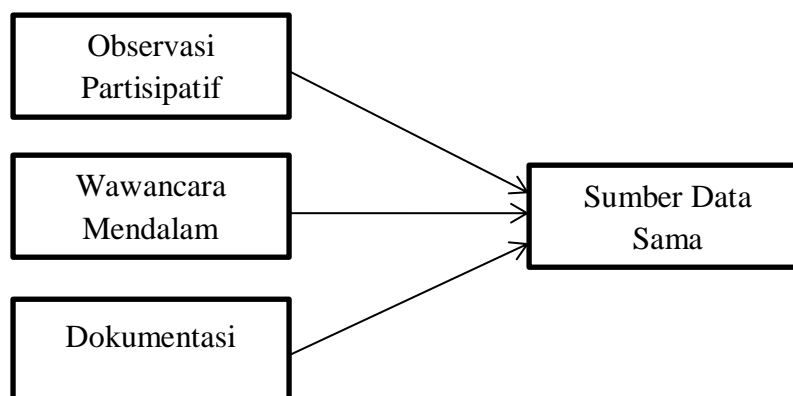 Observasi
Partisipatif
Wawancara
Mendalam
Dokumentasi
Sumber Data
Sama